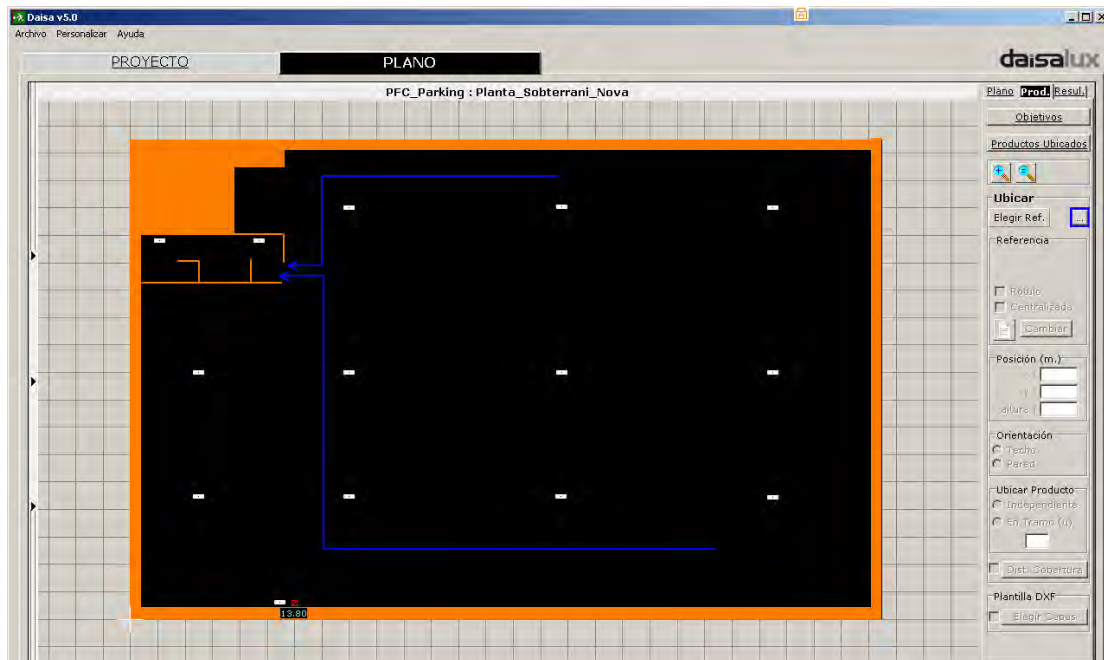 Daisa v5.0
Archivo Personalizar Ayuda
PROYECTO
PLANO
daisalux
PFC_Parking : Planta_Sobterrani_Nova
Plano Prod. Resul.
Objetivos
Productos Ubicados
Ubicar
Elegir Ref. ...
Referencia
Rótulo
Centralizada
Cambiar
Posición (m.)
x
y
altura
Orientación
Techo
Pared
Ubicar Producto
Independiente
En Tramo (u)
Dist. Cobertura
Plantilla DXF
Elegir Capas
13.80